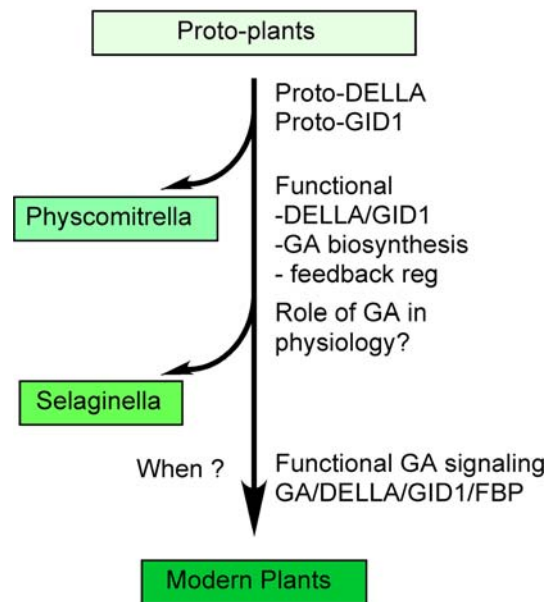 Proto-plants
Proto-DELLA
Proto-GID1
Physcomitrella
Functional
-DELLA/GID1
-GA biosynthesis
- feedback reg
Role of GA in
physiology?
Selaginella
When ?
Functional GA signaling
GA/DELLA/GID1/FBP
Modern Plants